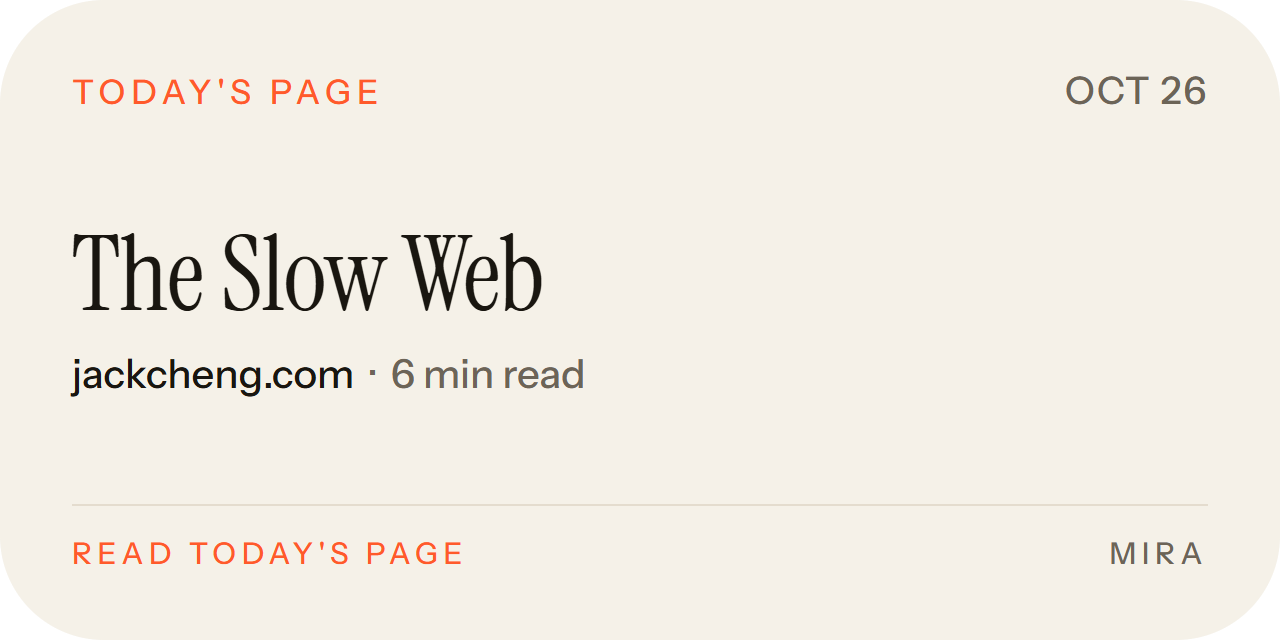 TODAY'S PAGE
OCT 26
The Slow Web
jackcheng.com · 6 min read
READ TODAY'S PAGE
MIRA